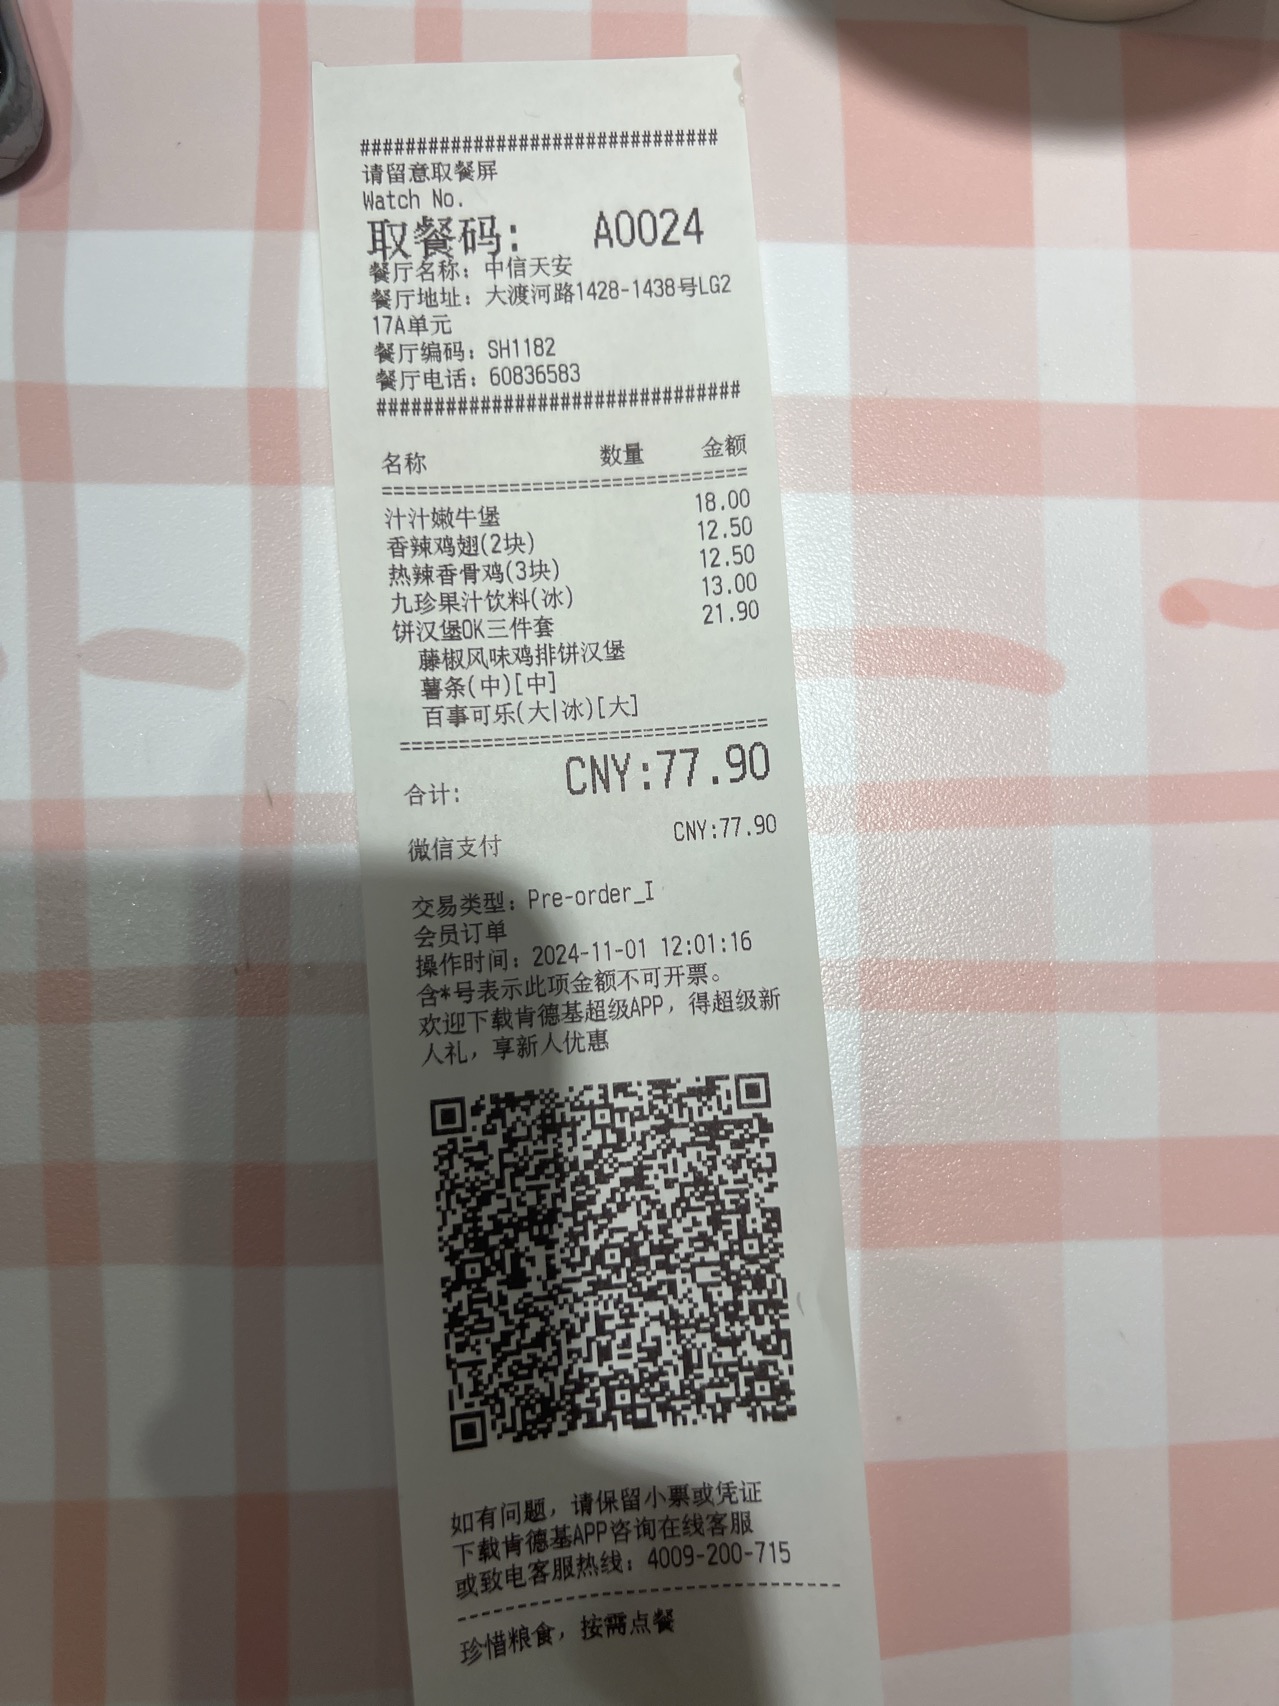 ###############################
请留意取餐屏
Watch No.
取餐码: A0024
餐厅名称: 中信天安
餐厅地址: 大渡河路1428-1438号LG2
17A单元
餐厅编码: SH1182
餐厅电话: 60836583
###############################
名称 数量 金额
================================
汁汁嫩牛堡 18.00
香辣鸡翅(2块) 12.50
热辣香骨鸡(3块) 12.50
九珍果汁饮料(冰) 13.00
饼汉堡OK三件套 21.90
藤椒风味鸡排饼汉堡
薯条(中)[中]
百事可乐(大|冰)[大]
================================
合计: CNY:77.90
微信支付 CNY:77.90
交易类型: Pre-order_I
会员订单
操作时间: 2024-11-01 12:01:16
含*号表示此项金额不可开票。
欢迎下载肯德基超级APP, 得超级新
人礼, 享新人优惠
如有问题, 请保留小票或凭证
下载肯德基APP咨询在线客服
或致电客服热线: 4009-200-715
--------------------------------
珍惜粮食, 按需点餐